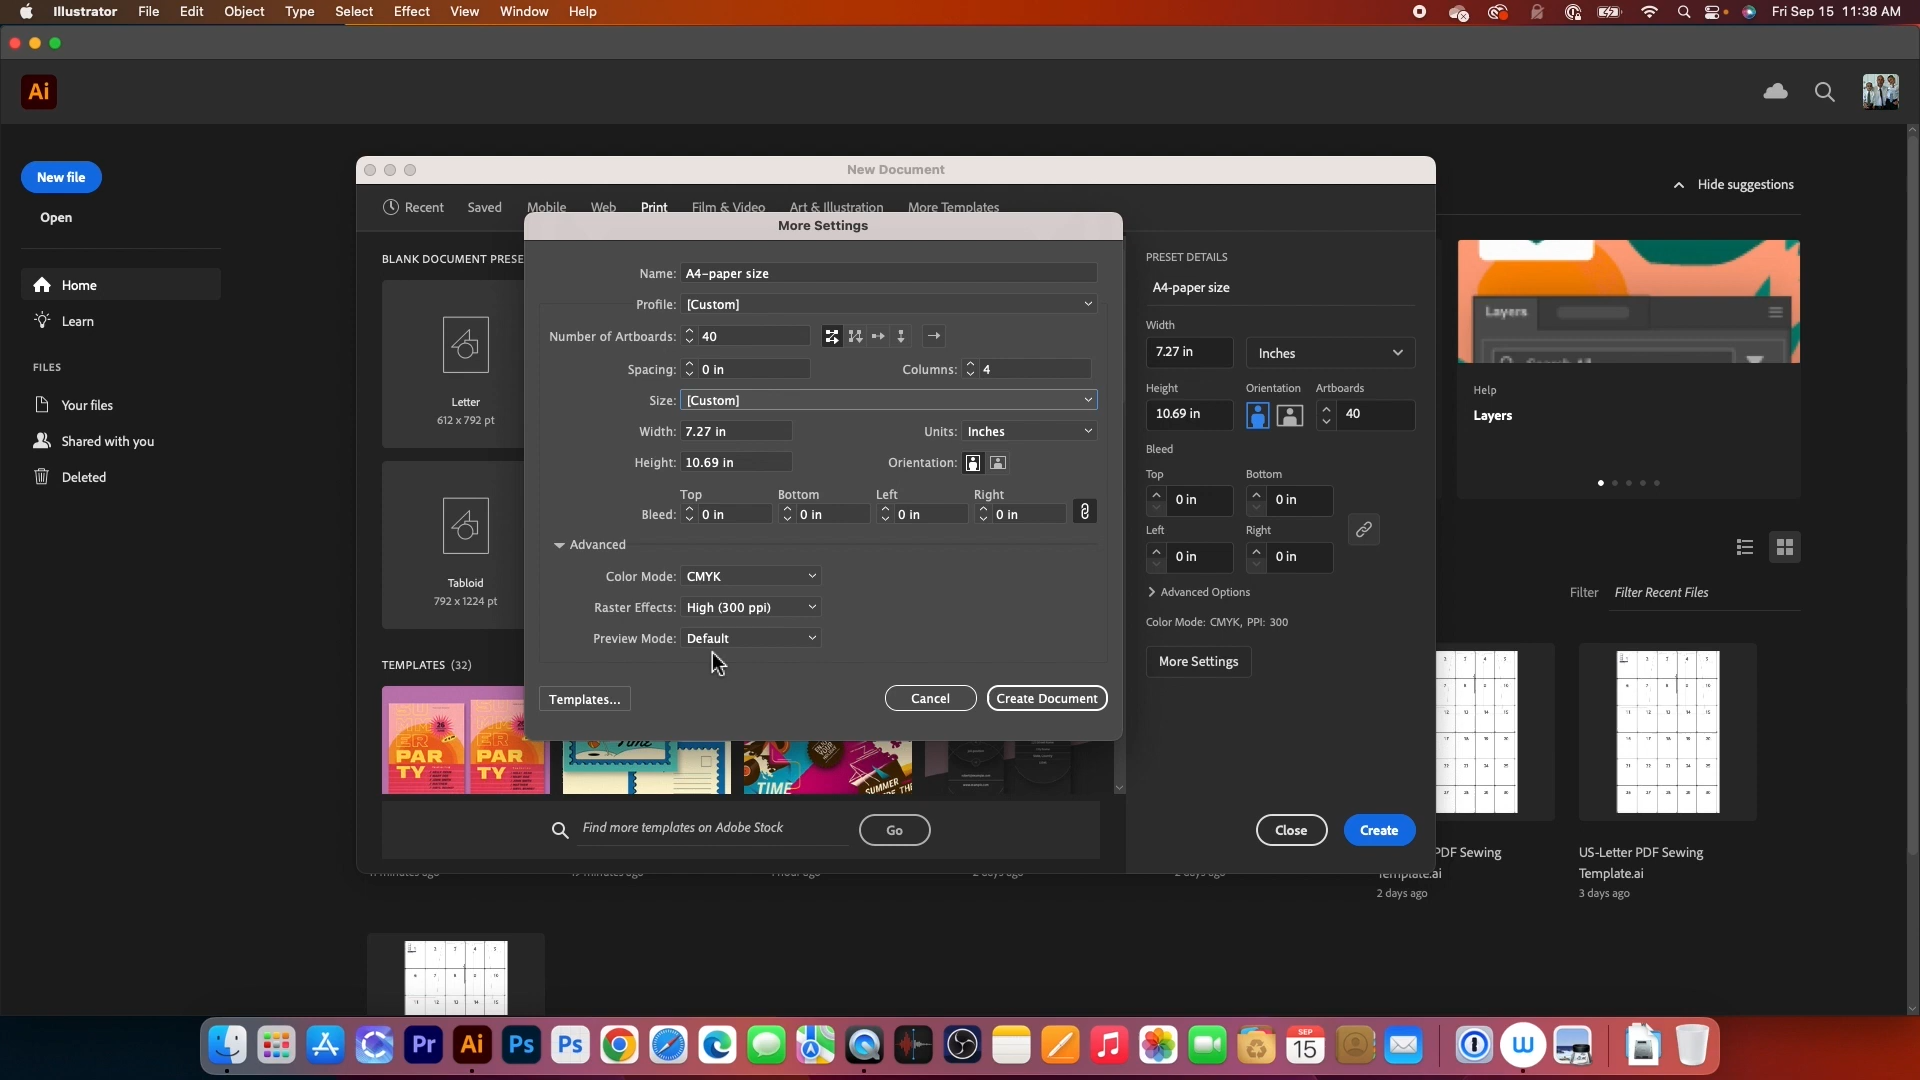 Illustrator File Edit Object Type Select Effect View Window Help
Fri Sep 15 11:38 AM
Ai
New file
Open
Home
Learn
FILES
Your files
Shared with you
Deleted
Hide suggestions
New Document
Recent Saved Mobile Web Print Film & Video Art & Illustration More Templates
BLANK DOCUMENT PRESE
Letter
612 x 792 pt
Tabloid
792 x 1224 pt
TEMPLATES (32)
More Settings
Name: A4-paper size
Profile: [Custom]
Number of Artboards: 40
Spacing: 0 in Columns: 4
Size: [Custom]
Width: 7.27 in Units: Inches
Height: 10.69 in Orientation:
Top Bottom Left Right
Bleed: 0 in 0 in 0 in 0 in
Advanced
Color Mode: CMYK
Raster Effects: High (300 ppi)
Preview Mode: Default
Templates... Cancel Create Document
Find more templates on Adobe Stock
Go
PRESET DETAILS
A4-paper size
Width
7.27 in Inches
Height Orientation Artboards
10.69 in 40
Bleed
Top Bottom
0 in 0 in
Left Right
0 in 0 in
Advanced Options
Color Mode: CMYK, PPI: 300
More Settings
Close Create
Layers
Help
Layers
Filter Filter Recent Files
PDF Sewing
Template.ai
2 days ago
US-Letter PDF Sewing
Template.ai
3 days ago
Pr Ai Ps Ps
SEP
15